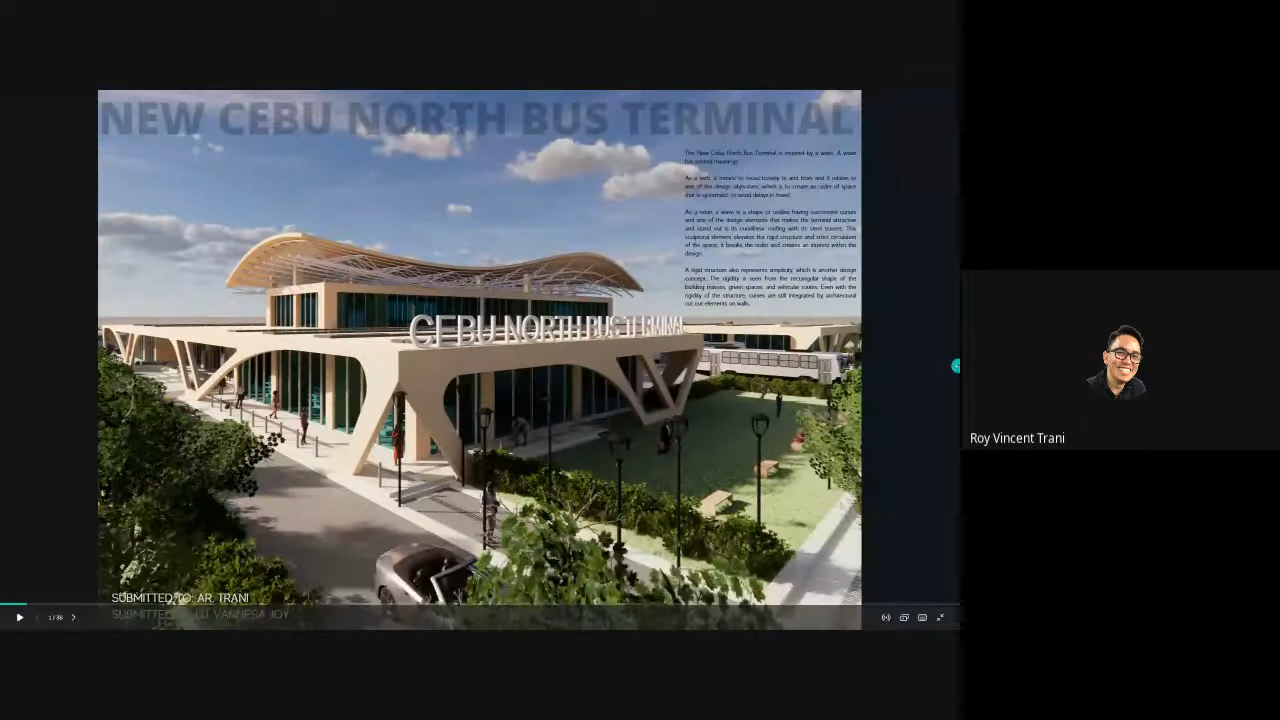 NEW CEBU NORTH BUS TERMINAL
The New Cebu North Bus Terminal is inspired by a wave. A wave
has several meanings.
As a verb, it means to move loosely to and from and it relates to
one of the design objectives, which is to create an order of space
that is systematic to avoid delays in travel.
As a noun, a wave is a shape or outline having successive curves
and one of the design elements that makes the terminal attractive
and stand out is its curvilinear roofing with its steel trusses. This
sculptural element elevates the rigid structure and strict circulation
of the space, it breaks the order and creates an interest within the
design.
A rigid structure also represents simplicity which is another design
concept. The rigidity is seen from the rectangular shape of the
building masses, green spaces, and vehicular routes. Even with the
rigidity of the structure, curves are still integrated by architectural
cut out elements on walls.
CEBU NORTH BUS TERMINAL
Roy Vincent Trani
SUBMITTED TO: AR. TRANI
SUBMITTED LU, VANNESA JOY
1/36